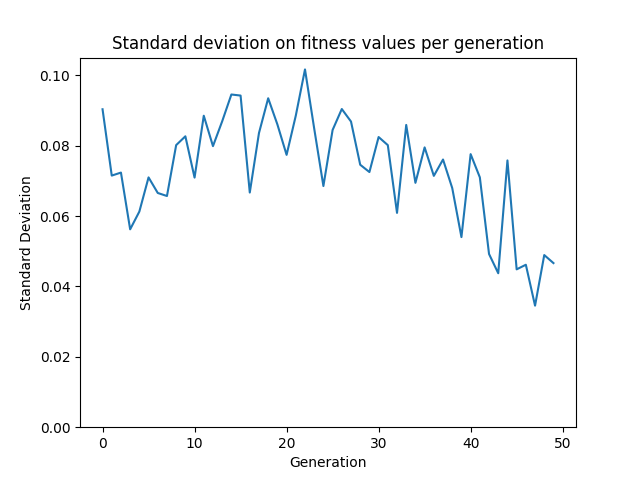 Standard deviation on fitness values per generation
0.10
0.08
0.06
0.04
0.02
0.00
Standard Deviation
0 10 20 30 40 50
Generation